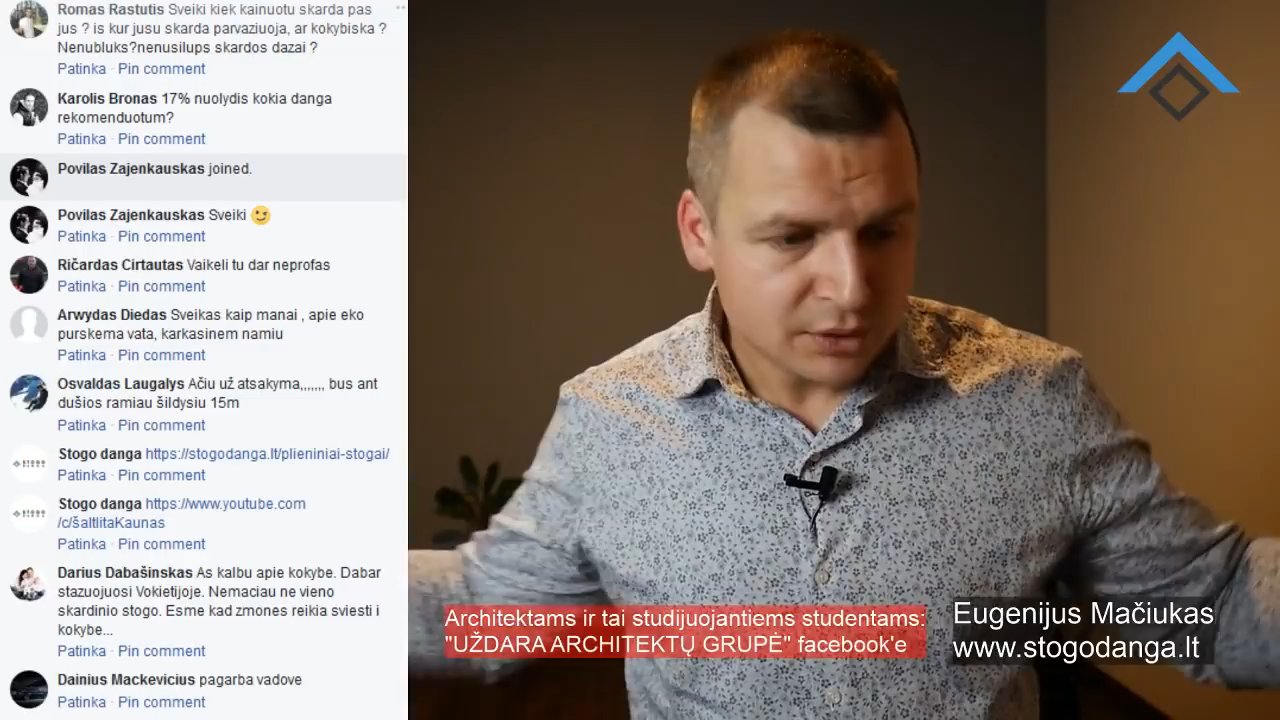 Romas Rastutis Sveiki kiek kainuotu skarda pas
jus ? is kur jusu skarda parvaziuoja, ar kokybiska ?
Nenubluks?nenusilups skardos dazai ?
Patinka · Pin comment
Karolis Bronas 17% nuolydis kokia danga
rekomenduotum?
Patinka · Pin comment
Povilas Zajenkauskas joined.
Povilas Zajenkauskas Sveiki 😉
Patinka · Pin comment
Ričardas Cirtautas Vaikeli tu dar neprofas
Patinka · Pin comment
Arwydas Diedas Sveikas kaip manai , apie eko
purskema vata, karkasinem namiu
Patinka · Pin comment
Osvaldas Laugalys Ačiu už atsakyma,,,,,,, bus ant
dušios ramiau šildysiu 15m
Patinka · Pin comment
Stogo danga https://stogodanga.lt/plieniniai-stogai/
Patinka · Pin comment
Stogo danga https://www.youtube.com
/c/šaltlitaKaunas
Patinka · Pin comment
Darius Dabašinskas As kalbu apie kokybe. Dabar
stazuojuosi Vokietijoje. Nemaciau ne vieno
skardinio stogo. Esme kad zmones reikia sviesti i
kokybe...
Patinka · Pin comment
Dainius Mackevicius pagarba vadove
Patinka · Pin comment
Architektams ir tai studijuojantiems studentams:
"UŽDARA ARCHITEKTŲ GRUPĖ" facebook'e
Eugenijus Mačiukas
www.stogodanga.lt